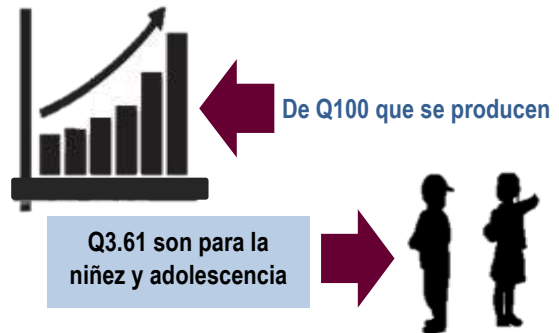 De Q100 que se producen
Q3.61 son para la
niñez y adolescencia